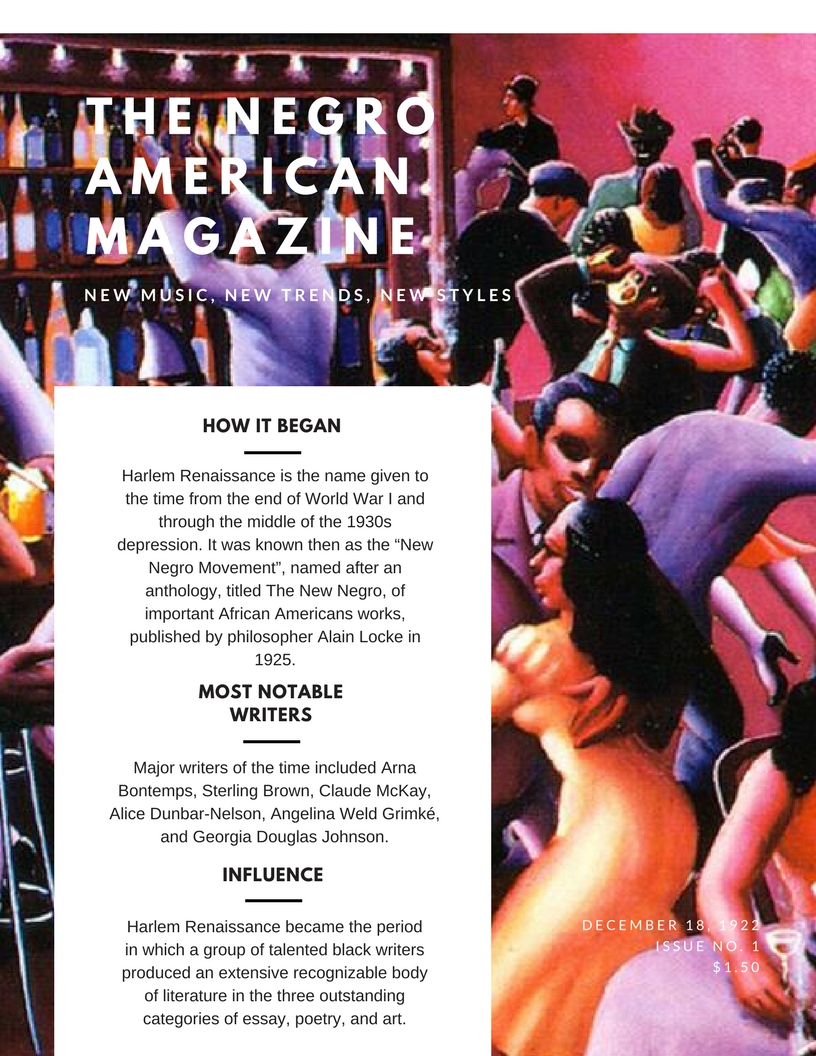 THE NEGRO
AMERICAN
MAGAZINE
NEW MUSIC, NEW TRENDS, NEW STYLES
HOW IT BEGAN
Harlem Renaissance is the name given to
the time from the end of World War I and
through the middle of the 1930s
depression. It was known then as the “New
Negro Movement”, named after an
anthology, titled The New Negro, of
important African Americans works,
published by philosopher Alain Locke in
1925.
MOST NOTABLE
WRITERS
Major writers of the time included Arna
Bontemps, Sterling Brown, Claude McKay,
Alice Dunbar-Nelson, Angelina Weld Grimké,
and Georgia Douglas Johnson.
INFLUENCE
Harlem Renaissance became the period
in which a group of talented black writers
produced an extensive recognizable body
of literature in the three outstanding
categories of essay, poetry, and art.
DECEMBER 18, 1922
ISSUE NO. 1
$1.50